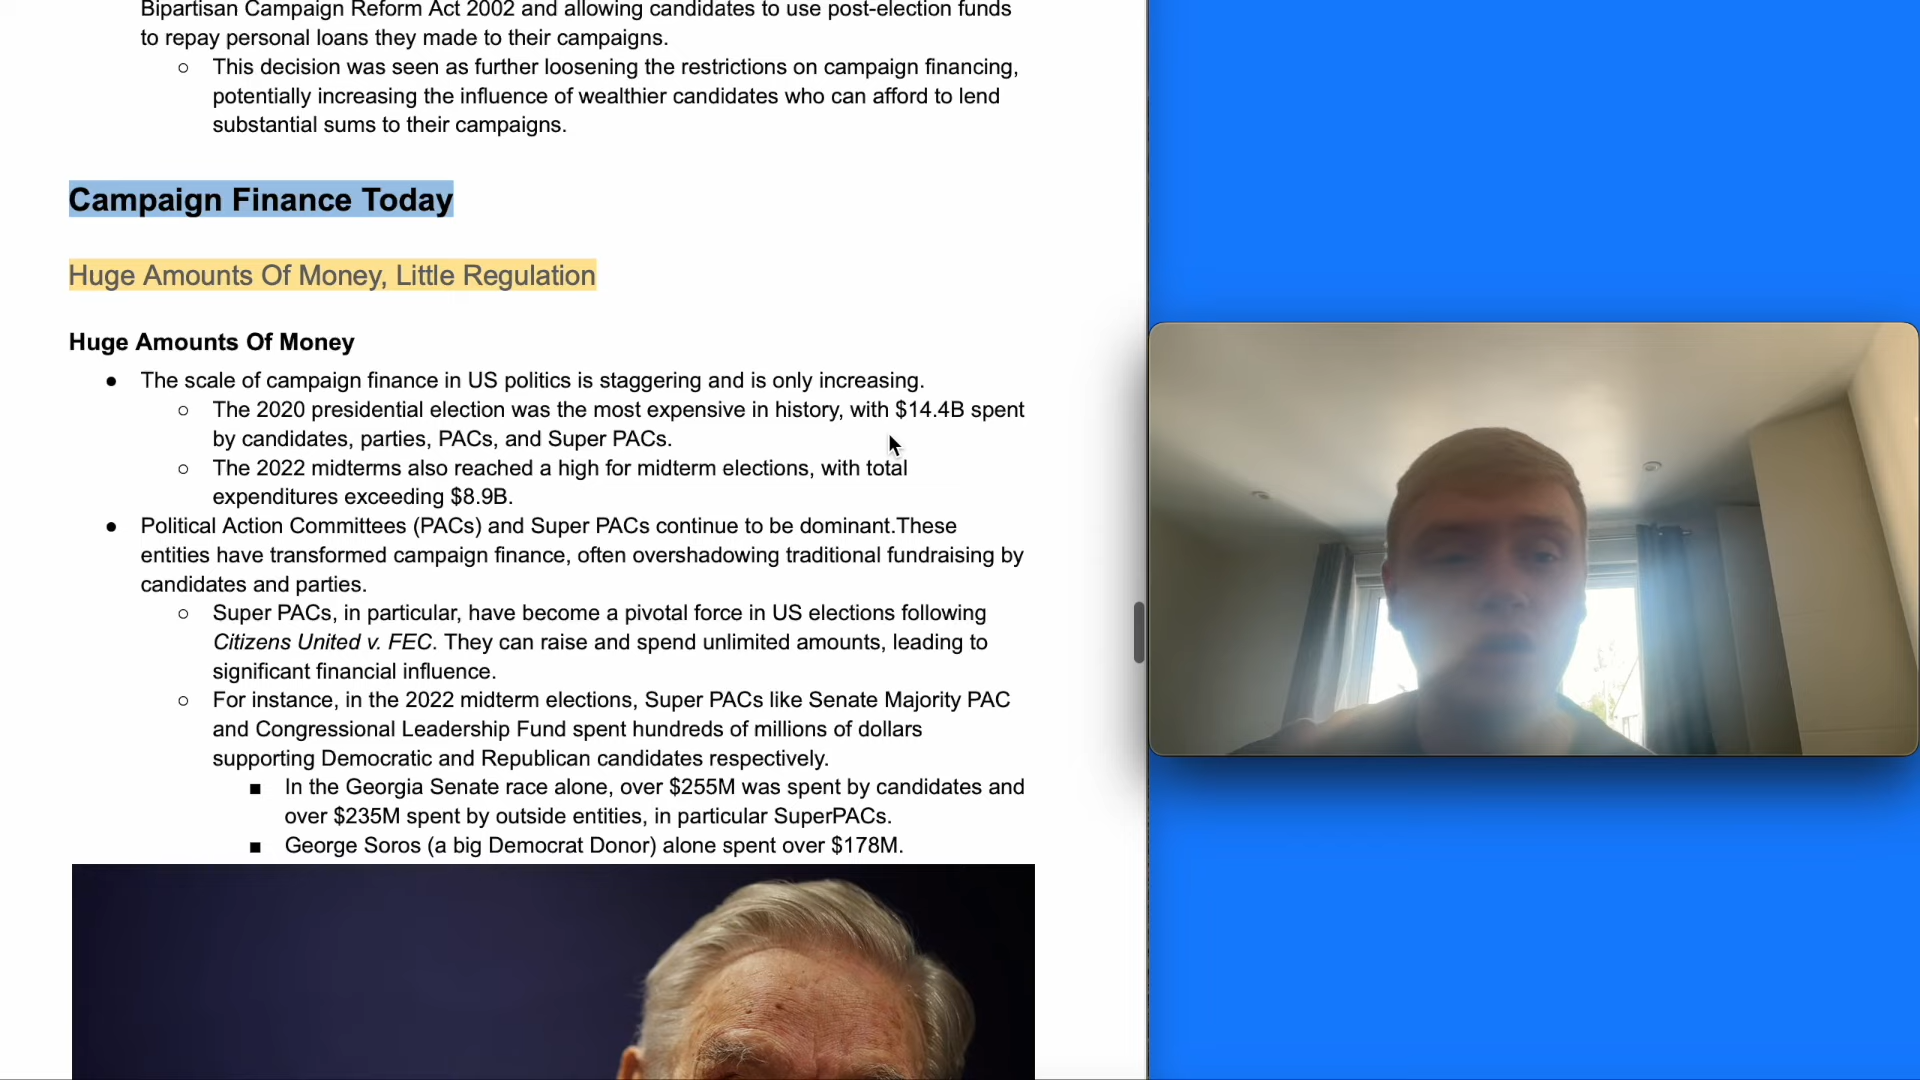 Bipartisan Campaign Reform Act 2002 and allowing candidates to use post-election funds
to repay personal loans they made to their campaigns.
○ This decision was seen as further loosening the restrictions on campaign financing,
potentially increasing the influence of wealthier candidates who can afford to lend
substantial sums to their campaigns.
Campaign Finance Today
Huge Amounts Of Money, Little Regulation
Huge Amounts Of Money
● The scale of campaign finance in US politics is staggering and is only increasing.
○ The 2020 presidential election was the most expensive in history, with $14.4B spent
by candidates, parties, PACs, and Super PACs.
○ The 2022 midterms also reached a high for midterm elections, with total
expenditures exceeding $8.9B.
● Political Action Committees (PACs) and Super PACs continue to be dominant.These
entities have transformed campaign finance, often overshadowing traditional fundraising by
candidates and parties.
○ Super PACs, in particular, have become a pivotal force in US elections following
Citizens United v. FEC. They can raise and spend unlimited amounts, leading to
significant financial influence.
○ For instance, in the 2022 midterm elections, Super PACs like Senate Majority PAC
and Congressional Leadership Fund spent hundreds of millions of dollars
supporting Democratic and Republican candidates respectively.
■ In the Georgia Senate race alone, over $255M was spent by candidates and
over $235M spent by outside entities, in particular SuperPACs.
■ George Soros (a big Democrat Donor) alone spent over $178M.